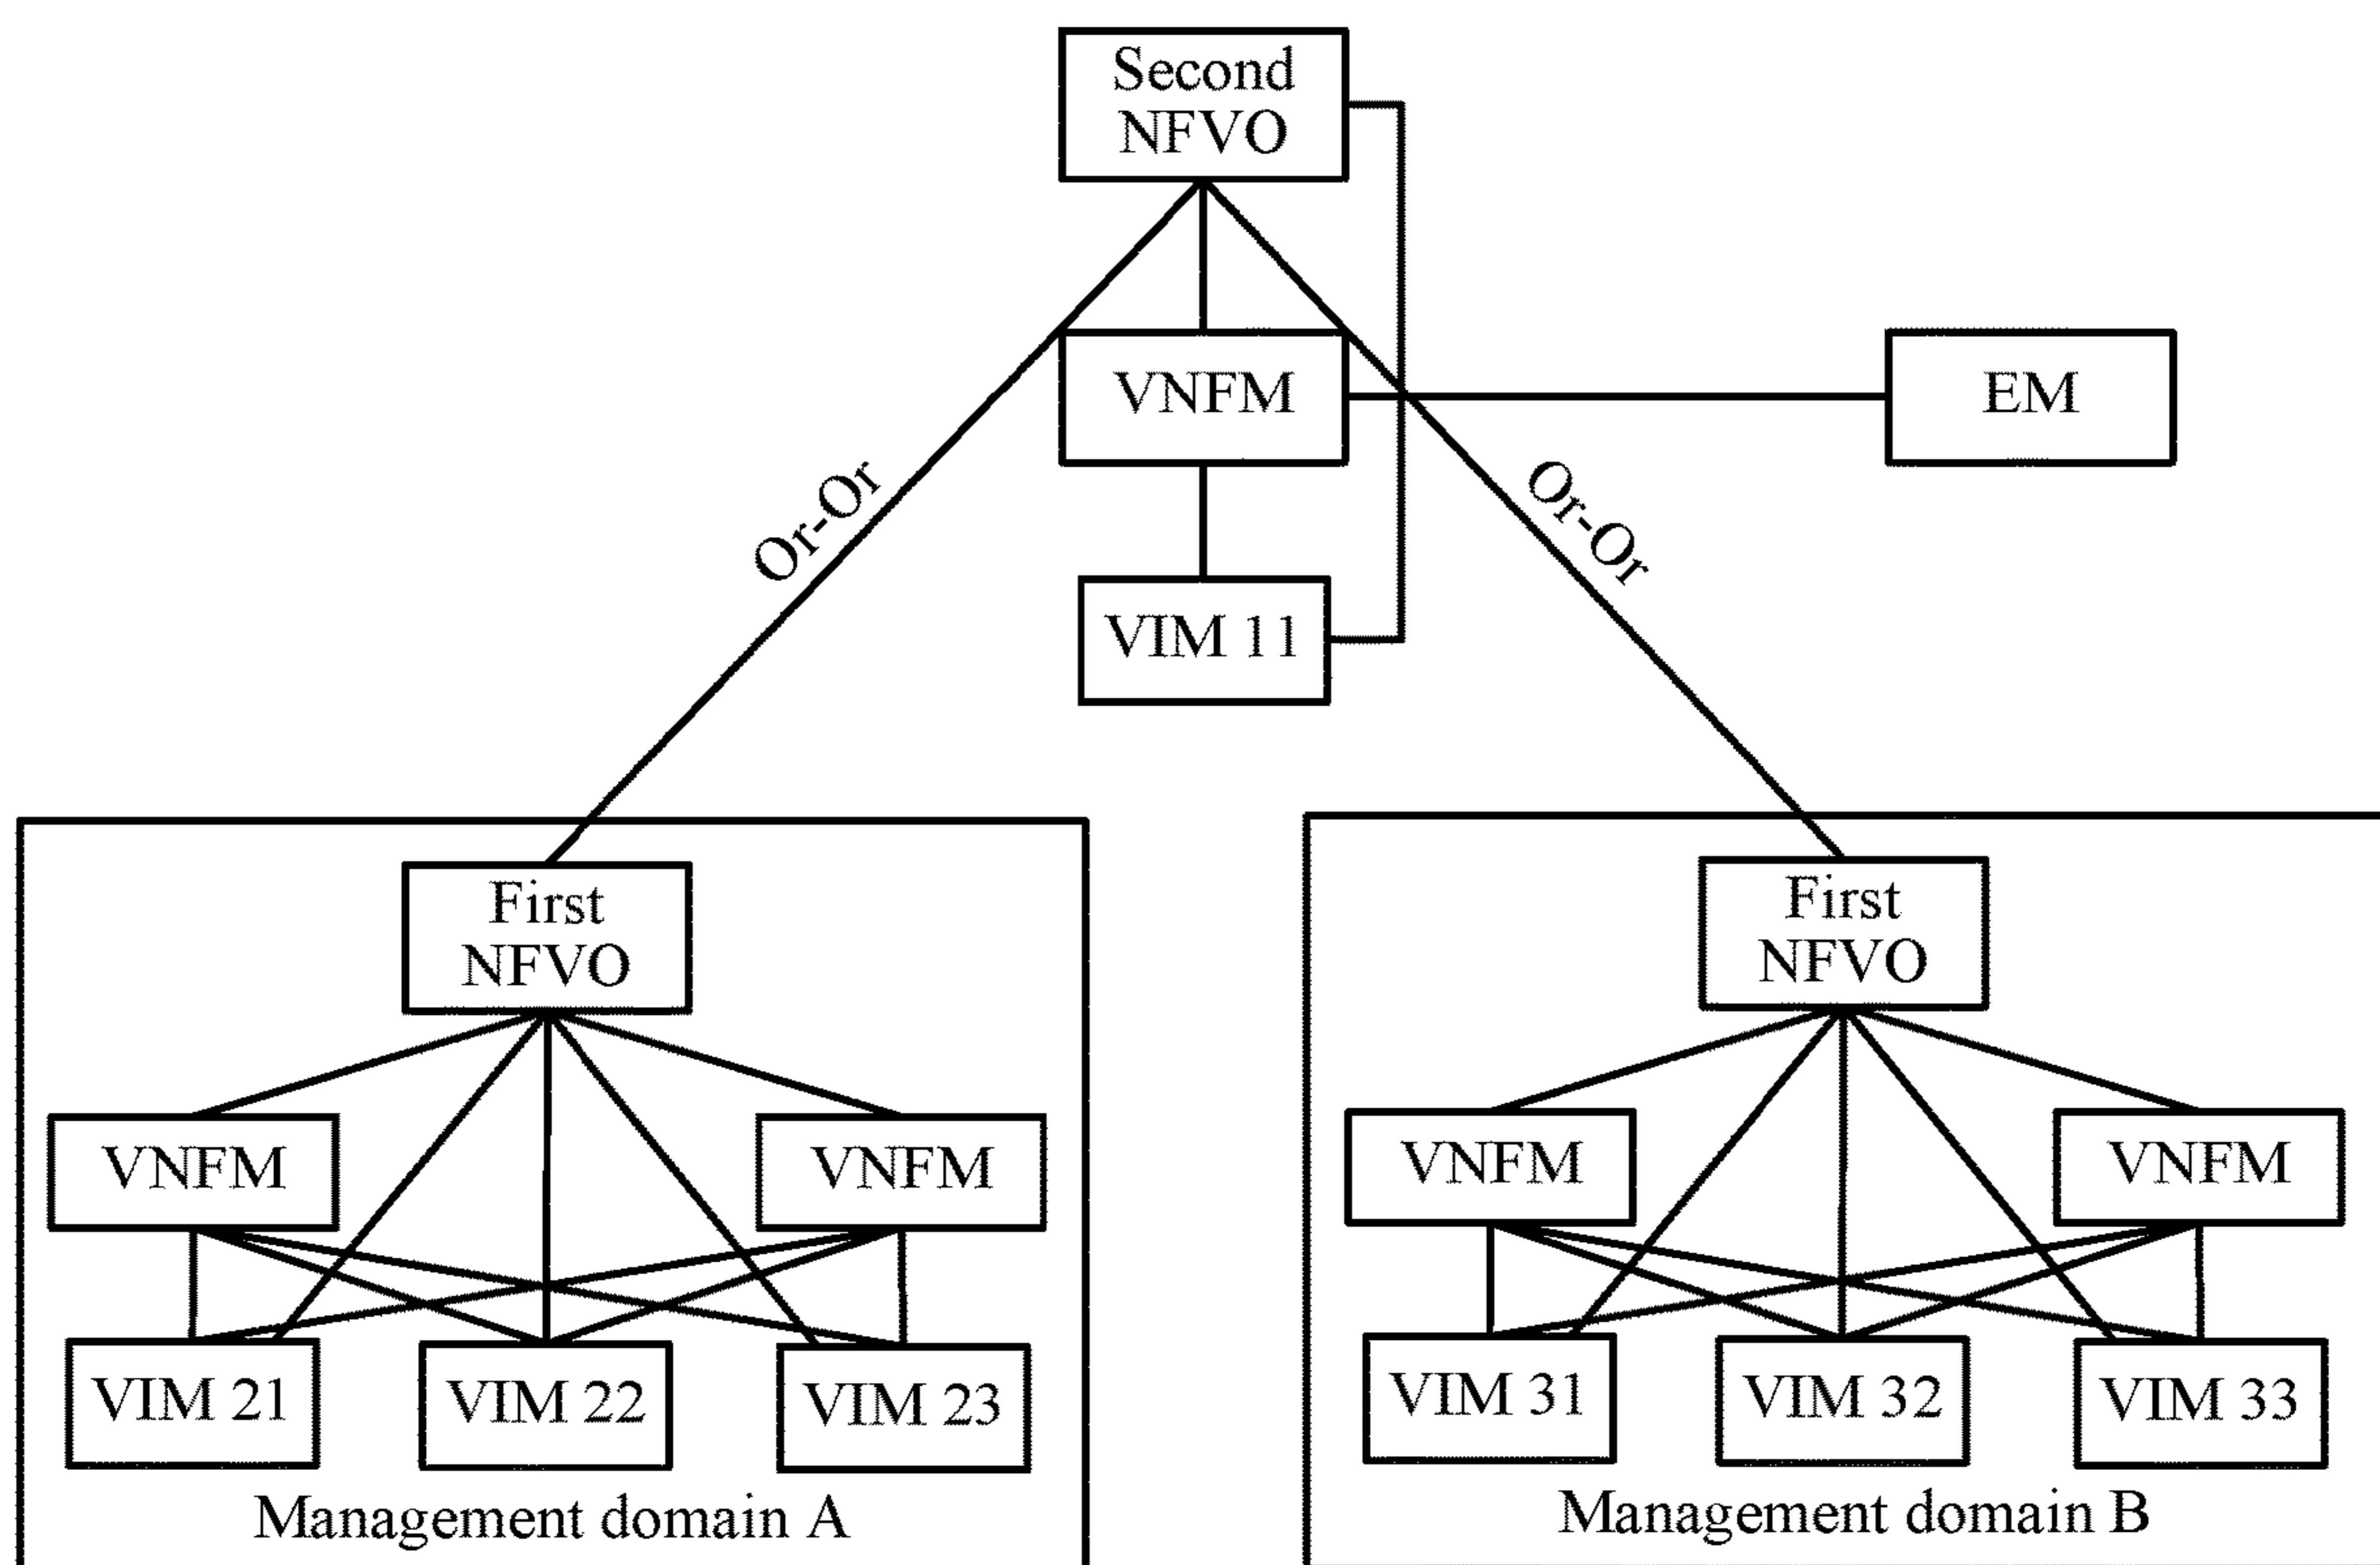 Second
NFVO
VNFM
EM
Or-Or
Or-Or
VIM 11
First
NFVO
VNFM
VNFM
VIM 21
VIM 22
VIM 23
Management domain A
First
NFVO
VNFM
VNFM
VIM 31
VIM 32
VIM 33
Management domain B